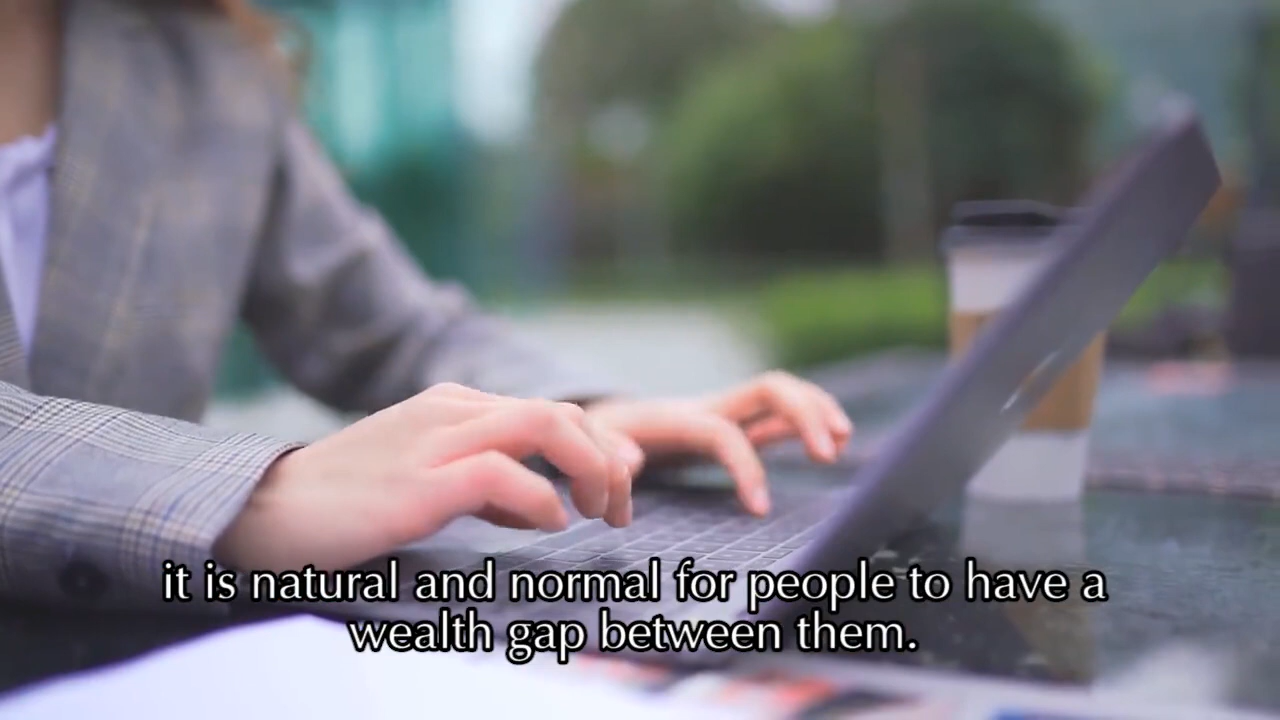 it is natural and normal for people to have a
wealth gap between them.